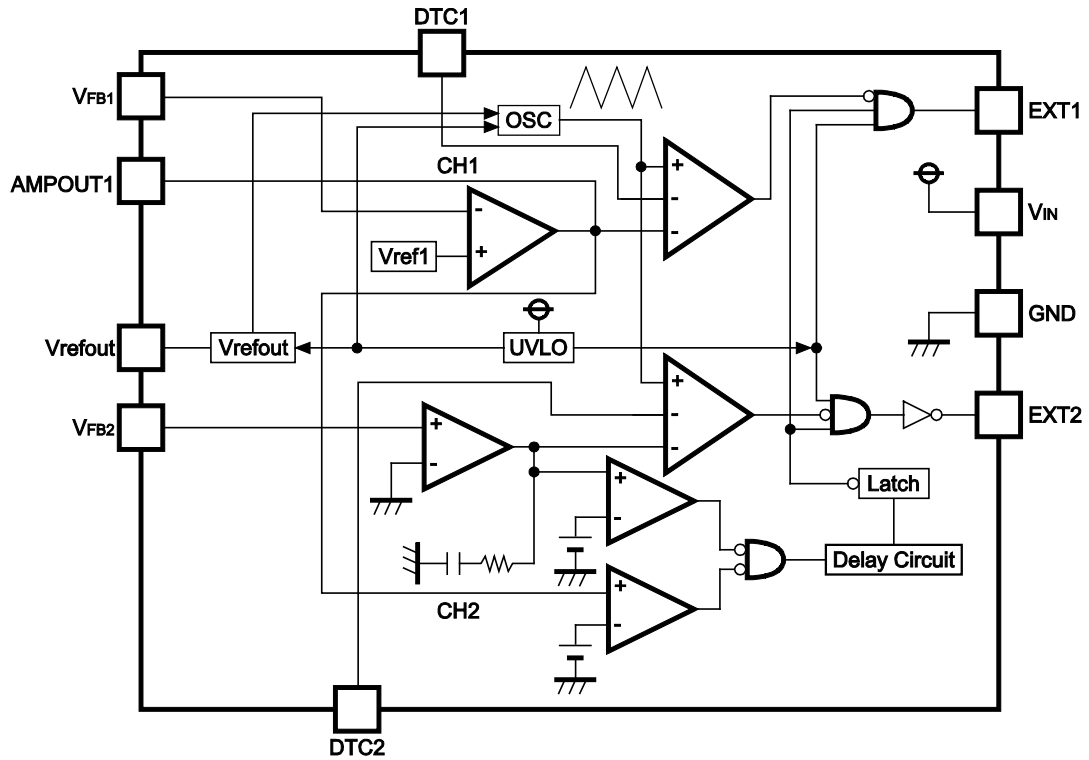 DTC1
VFB1
OSC
EXT1
CH1
AMPOUT1
+
-
-
-
+
Vref1
VIN
GND
Vrefout
Vrefout
UVLO
+
-
-
EXT2
VFB2
+
-
Latch
+
-
Delay Circuit
+
-
CH2
DTC2